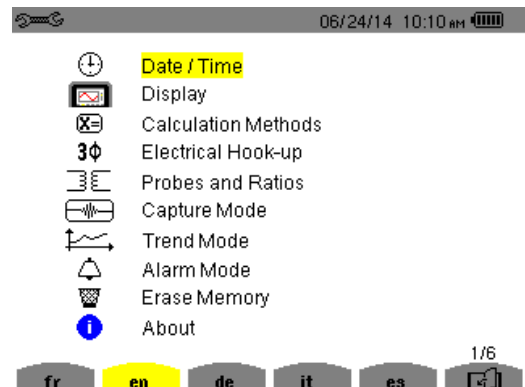 06/24/14 10:10 AM
Date / Time
Display
X= Calculation Methods
3Φ Electrical Hook-up
Probes and Ratios
Capture Mode
Trend Mode
Alarm Mode
Erase Memory
i About
1/6
fr en de it es